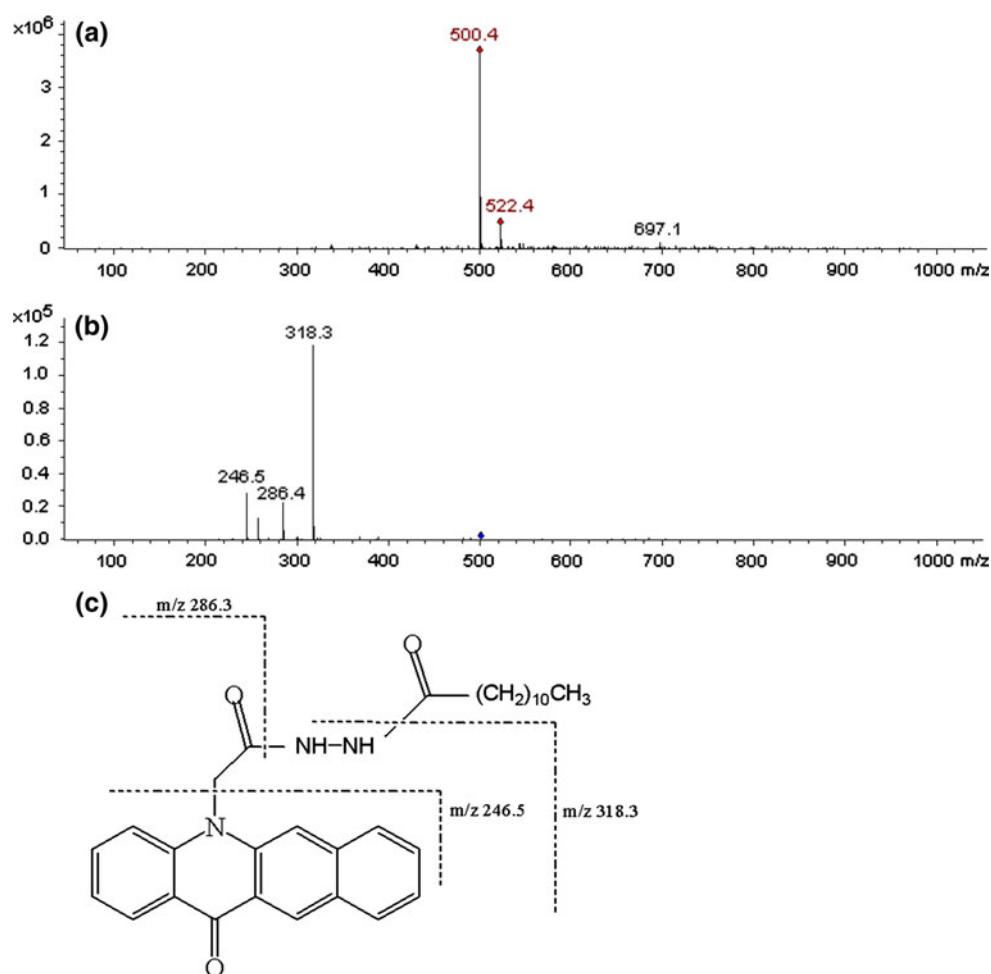 ×10⁶ (a)
500.4
3
2
1
522.4
697.1
0
100 200 300 400 500 600 700 800 900 1000 m/z
×10⁵ (b)
318.3
1.2
1.0
0.8
0.6
0.4
246.5
286.4
0.2
0.0
100 200 300 400 500 600 700 800 900 1000 m/z
(c)
m/z 286.3
O
O
(CH₂)₁₀CH₃
NH–NH
m/z 246.5
m/z 318.3
N
O